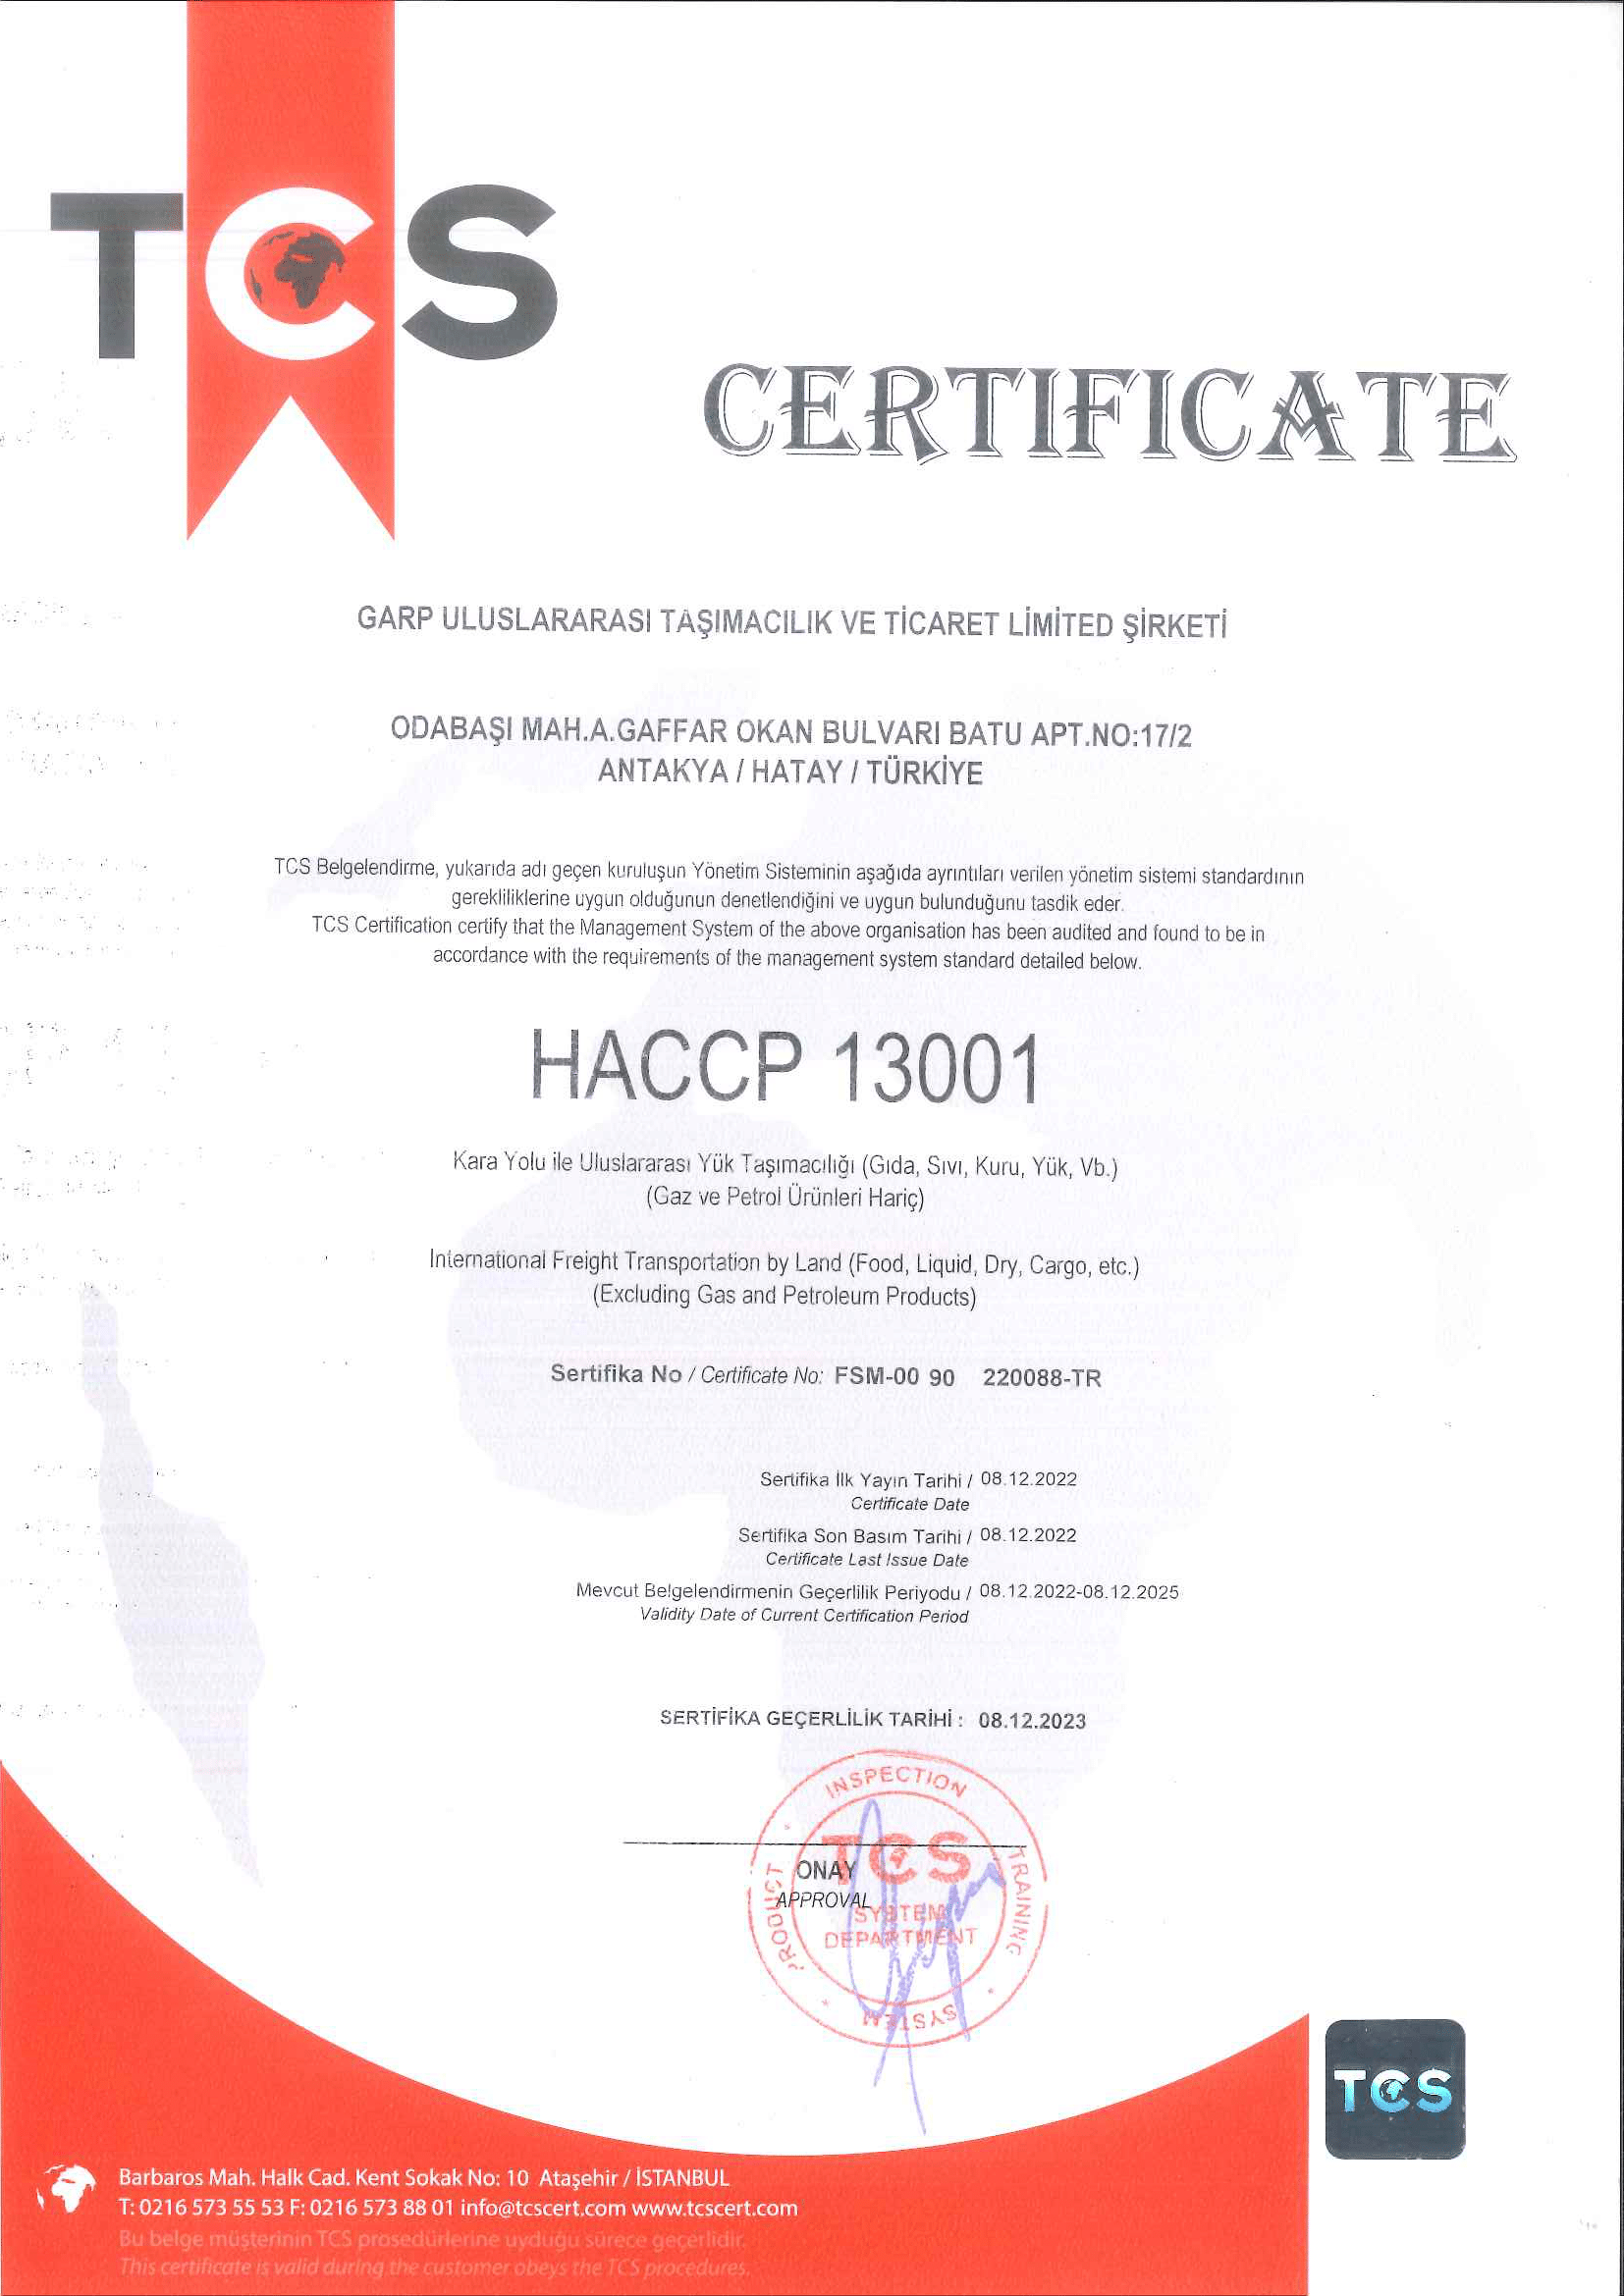 TCS
CERTIFICATE
GARP ULUSLARARASI TAŞIMACILIK VE TİCARET LİMİTED ŞİRKETİ
ODABAŞI MAH.A.GAFFAR OKAN BULVARI BATU APT.NO:17/2
ANTAKYA / HATAY / TÜRKİYE
TCS Belgelendirme, yukarıda adı geçen kuruluşun Yönetim Sisteminin aşağıda ayrıntıları verilen yönetim sistemi standardının
gerekliliklerine uygun olduğunun denetlendiğini ve uygun bulunduğunu tasdik eder.
TCS Certification certify that the Management System of the above organisation has been audited and found to be in
accordance with the requirements of the management system standard detailed below.
HACCP 13001
Kara Yolu ile Uluslararası Yük Taşımacılığı (Gıda, Sıvı, Kuru, Yük, Vb.)
(Gaz ve Petrol Ürünleri Hariç)
International Freight Transportation by Land (Food, Liquid, Dry, Cargo, etc.)
(Excluding Gas and Petroleum Products)
Sertifika No / Certificate No: FSM-00 90 220088-TR
Sertifika İlk Yayın Tarihi / 08.12.2022
Certificate Date
Sertifika Son Basım Tarihi / 08.12.2022
Certificate Last Issue Date
Mevcut Belgelendirmenin Geçerlilik Periyodu / 08.12.2022-08.12.2025
Validity Date of Current Certification Period
SERTİFİKA GEÇERLİLİK TARİHİ : 08.12.2023
INSPECTION
TRAINING
SYSTEM
PRODUCT
TCS
SYSTEM
DEPARTMENT
ONAY
APPROVAL
TCS
Barbaros Mah. Halk Cad. Kent Sokak No: 10 Ataşehir / İSTANBUL
T: 0216 573 55 53 F: 0216 573 88 01 info@tcscert.com www.tcscert.com
Bu belge müşterinin TCS prosedürlerine uyduğu sürece geçerlidir.
This certificate is valid during the customer obeys the TCS procedures.